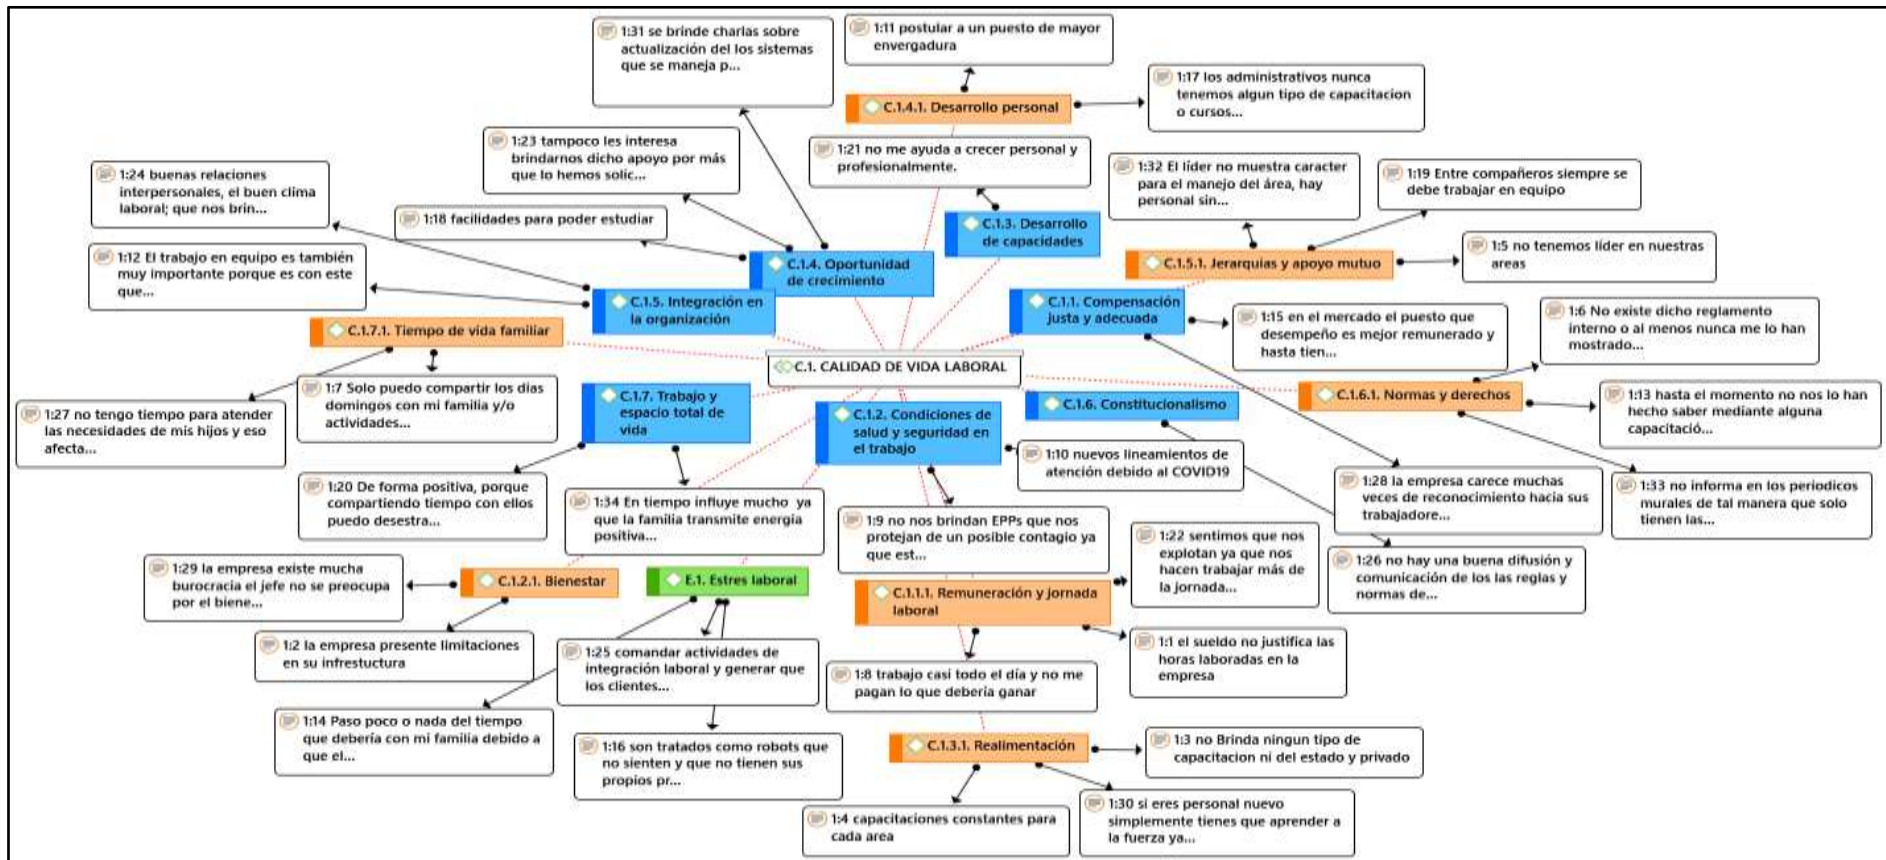 1:31 se brinde charlas sobre
actualización del los sistemas
que se maneja p...
1:11 postular a un puesto de mayor
envergadura
1:17 los administrativos nunca
tenemos algun tipo de capacitacion
o cursos...
C.1.4.1. Desarrollo personal
1:23 tampoco les interesa
brindarnos dicho apoyo por más
que lo hemos solic...
1:21 no me ayuda a crecer personal y
profesionalmente.
1:32 El líder no muestra caracter
para el manejo del área, hay
personal sin...
1:19 Entre compañeros siempre se
debe trabajar en equipo
1:24 buenas relaciones
interpersonales, el buen clima
laboral; que nos brin...
1:18 facilidades para poder estudiar
C.1.3. Desarrollo
de capacidades
1:12 El trabajo en equipo es también
muy importante porque es con este
que...
C.1.4. Oportunidad
de crecimiento
C.1.5.1. Jerarquias y apoyo mutuo
1:5 no tenemos líder en nuestras
areas
C.1.5. Integración en
la organización
C.1.1. Compensación
justa y adecuada
1:15 en el mercado el puesto que
desempeño es mejor remunerado y
hasta tien...
1:6 No existe dicho reglamento
interno o al menos nunca me lo han
mostrado...
C.1.7.1. Tiempo de vida familiar
C.1. CALIDAD DE VIDA LABORAL
1:7 Solo puedo compartir los días
domingos con mi familia y/o
actividades...
1:27 no tengo tiempo para atender
las necesidades de mis hijos y eso
afecta...
C.1.7. Trabajo y
espacio total de
vida
C.1.2. Condiciones de
salud y seguridad en
el trabajo
C.1.6. Constitucionalismo
C.1.6.1. Normas y derechos
1:13 hasta el momento no nos lo han
hecho saber mediante alguna
capacitació...
1:10 nuevos lineamientos de
atención debido al COVID19
1:20 De forma positiva, porque
compartiendo tiempo con ellos
puedo desestra...
1:34 En tiempo influye mucho ya
que la familia transmite energía
positiva...
1:28 la empresa carece muchas
veces de reconocimiento hacia sus
trabajadore...
1:33 no informa en los periodicos
murales de tal manera que solo
tienen las...
1:9 no nos brindan EPPs que nos
protejan de un posible contagio ya
que est...
1:22 sentimos que nos
explotan ya que nos
hacen trabajar más de
la jornada...
1:26 no hay una buena difusión y
comunicación de los las reglas y
normas de...
1:29 la empresa existe mucha
burocracia el jefe no se preocupa
por el biene...
C.1.2.1. Bienestar
E.1. Estres laboral
C.1.1.1. Remuneración y jornada
laboral
1:2 la empresa presente limitaciones
en su infrestuctura
1:25 comandar actividades de
integración laboral y generar que
los clientes...
1:1 el sueldo no justifica las
horas laboradas en la
empresa
1:8 trabajo casi todo el día y no me
pagan lo que debería ganar
1:14 Paso poco o nada del tiempo
que debería con mi familia debido a
que el...
1:16 son tratados como robots que
no sienten y que no tienen sus
propios pr...
C.1.3.1. Realimentación
1:3 no Brinda ningun tipo de
capacitacion ni del estado y privado
1:4 capacitaciones constantes para
cada area
1:30 si eres personal nuevo
simplemente tienes que aprender a
la fuerza ya...